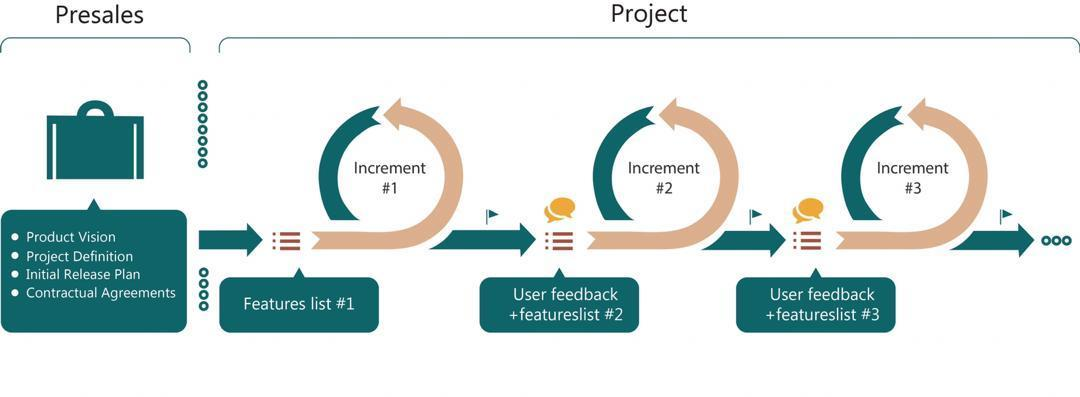 Presales
Project
Increment
#1
Increment
#2
Increment
#3
Product Vision
Project Definition
Initial Release Plan
Contractual Agreements
Features list #1
User feedback
+featureslist #2
User feedback
+featureslist #3